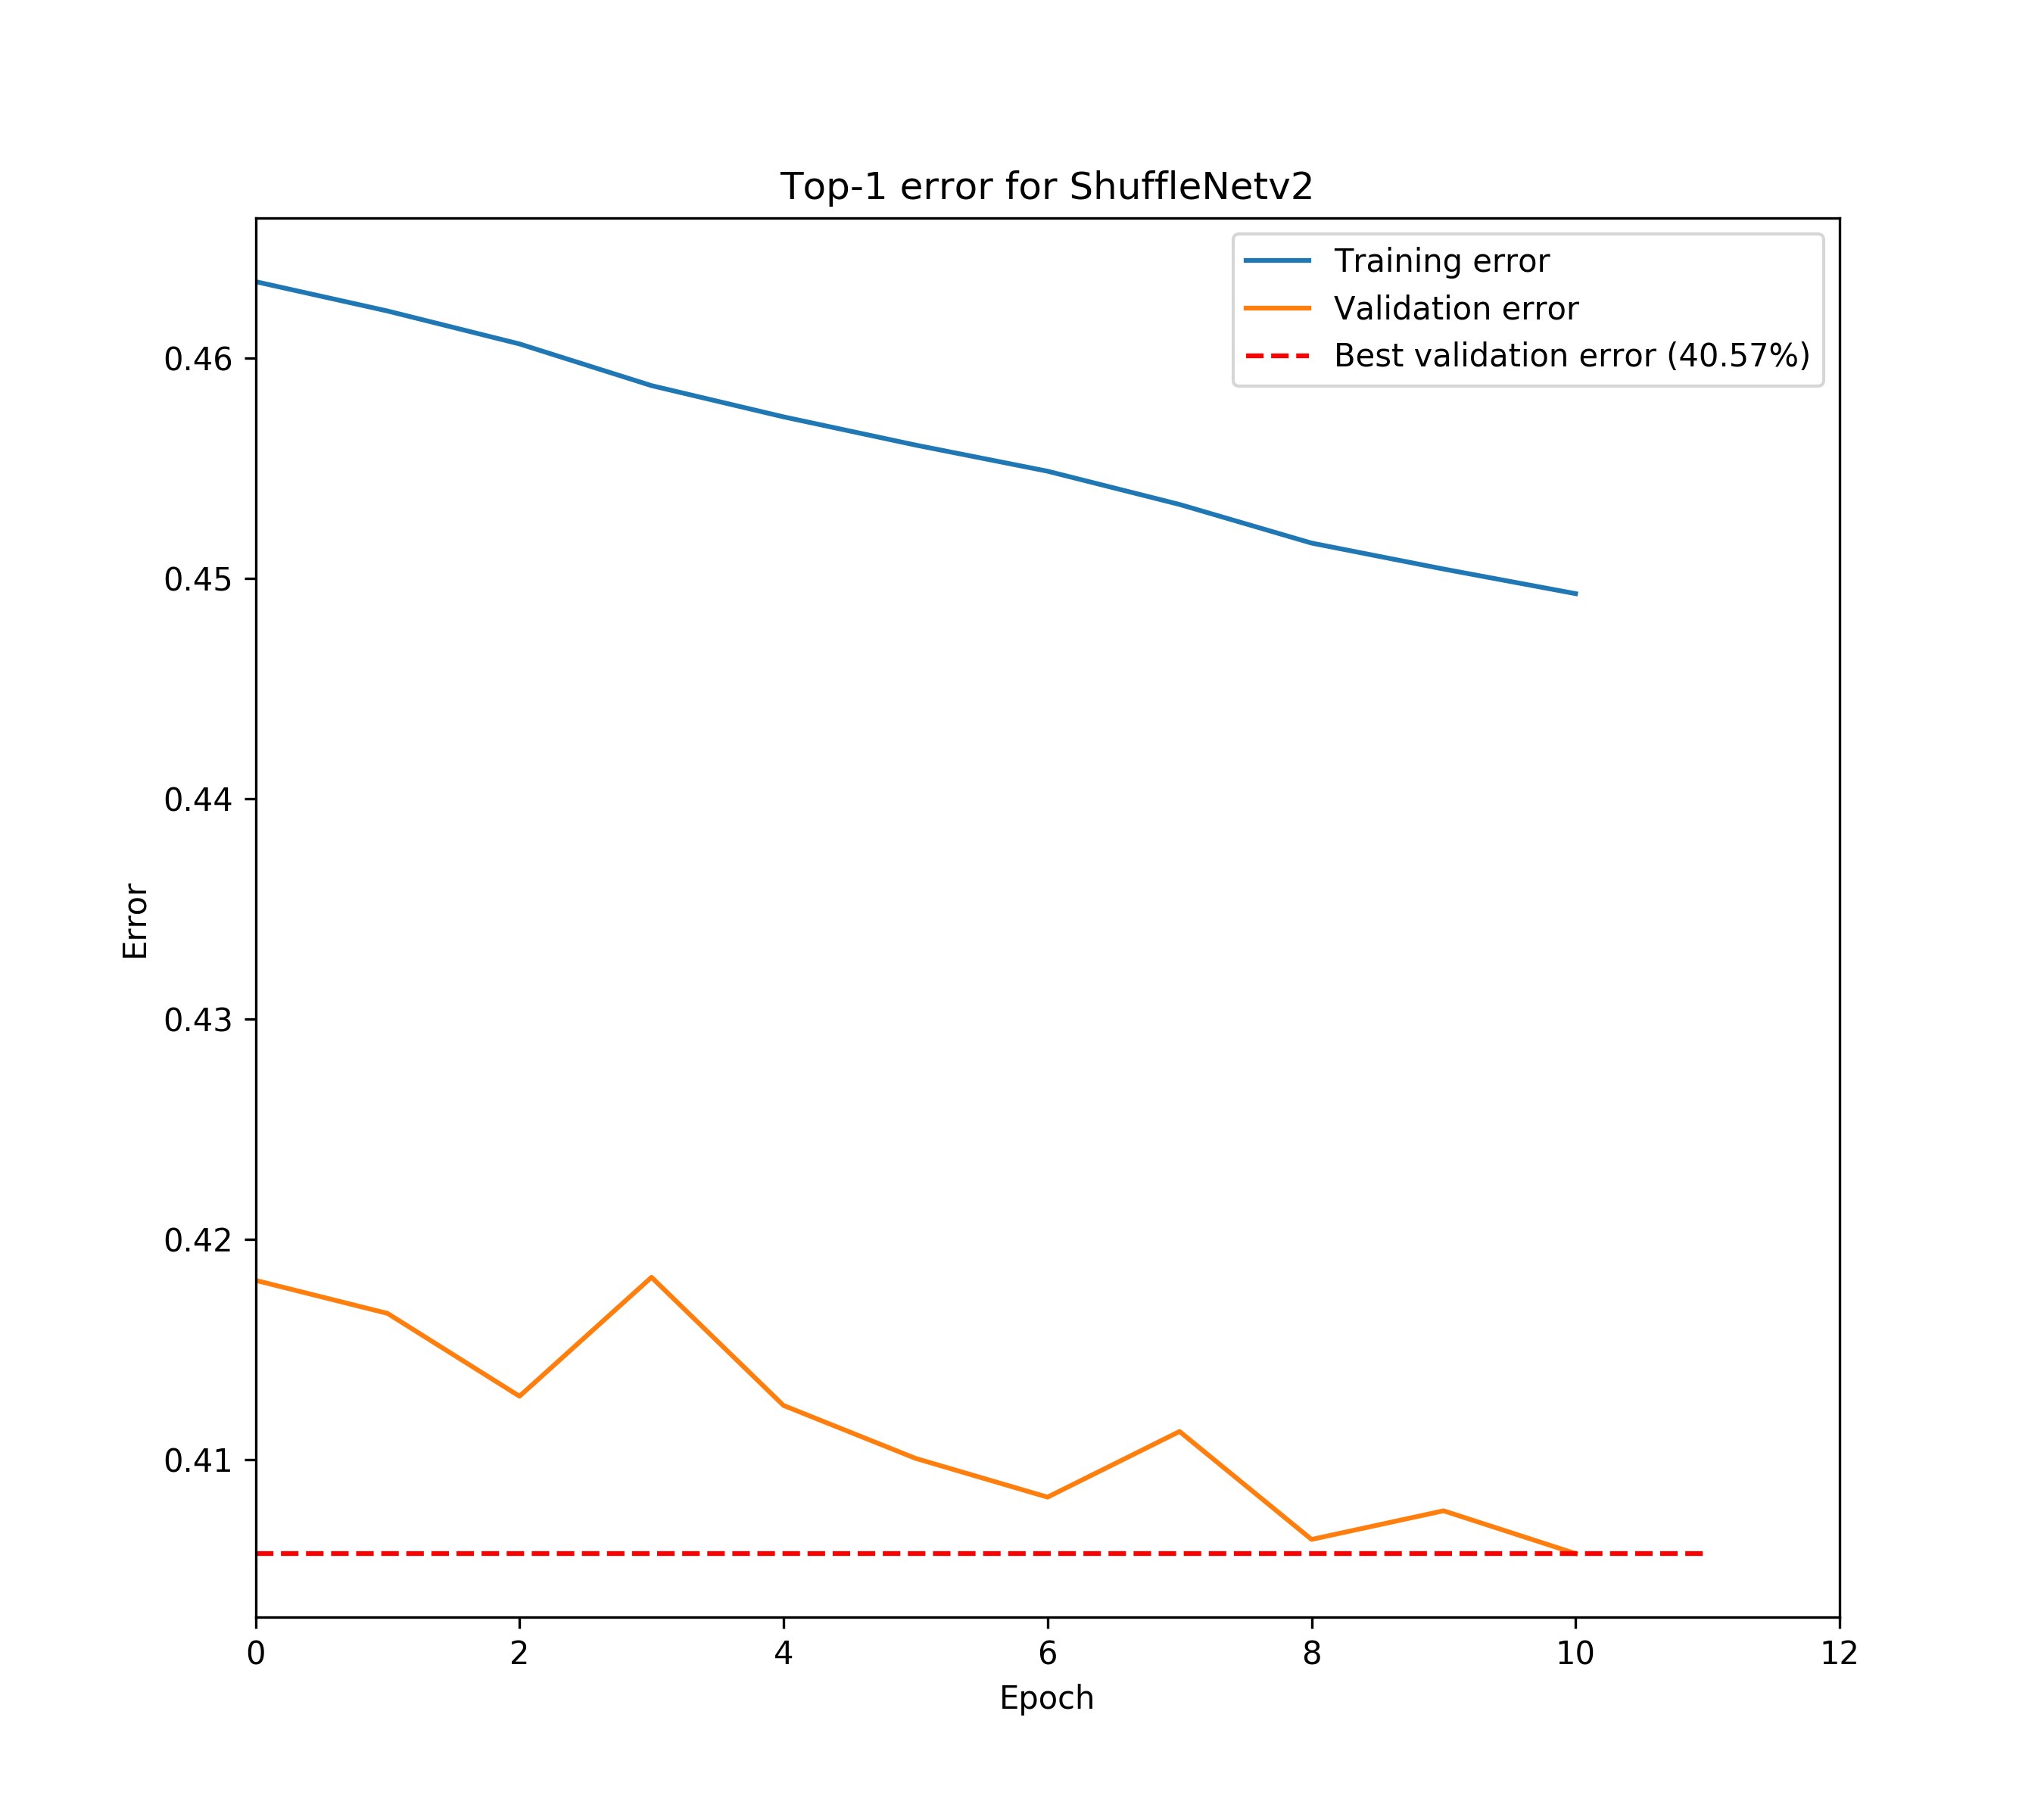 Top-1 error for ShuffleNetv2
Training error
Validation error
Best validation error (40.57%)
0.46
0.45
0.44
0.43
0.42
0.41
Error
0 2 4 6 8 10 12
Epoch